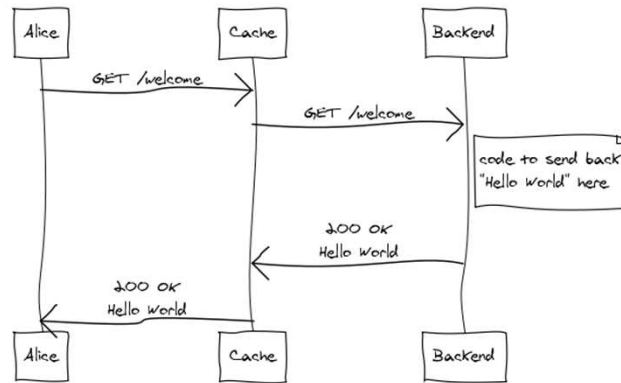 Alice
Cache
Backend
GET /welcome
GET /welcome
code to send back
"Hello World" here
200 OK
Hello World
200 OK
Hello World
Alice
Cache
Backend